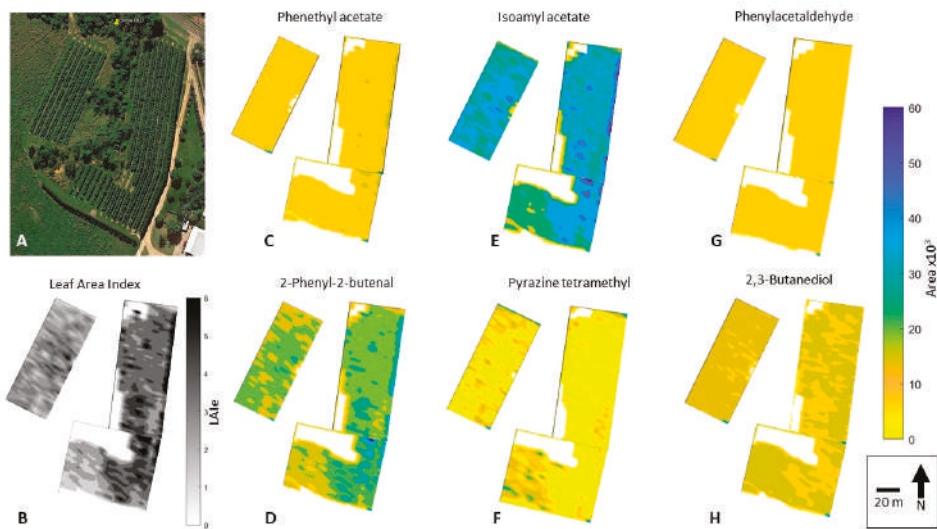 Phenethyl acetate
Isoamyl acetate
Phenylacetaldehyde
A
C
E
G
60
50
40
30
20
10
0
Area x10³
Leaf Area Index
2-Phenyl-2-butenal
Pyrazine tetramethyl
2,3-Butanediol
6
5
4
3
2
1
0
LAIe
B
D
F
H
20 m
N